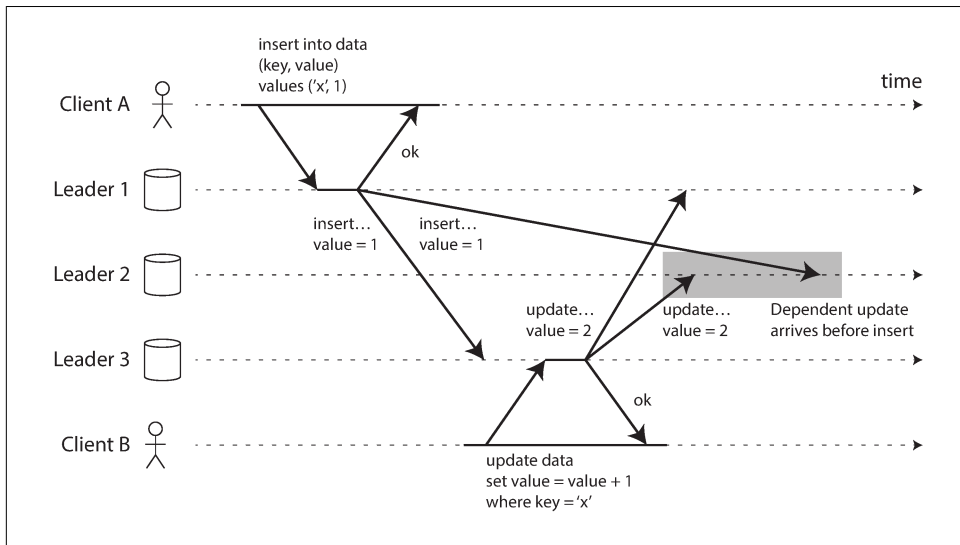 insert into data
(key, value)
values (‘x’, 1)
time
Client A
ok
Leader 1
insert…
value = 1
insert…
value = 1
Leader 2
update…
value = 2
update…
value = 2
Dependent update
arrives before insert
Leader 3
ok
Client B
update data
set value = value + 1
where key = ‘x’